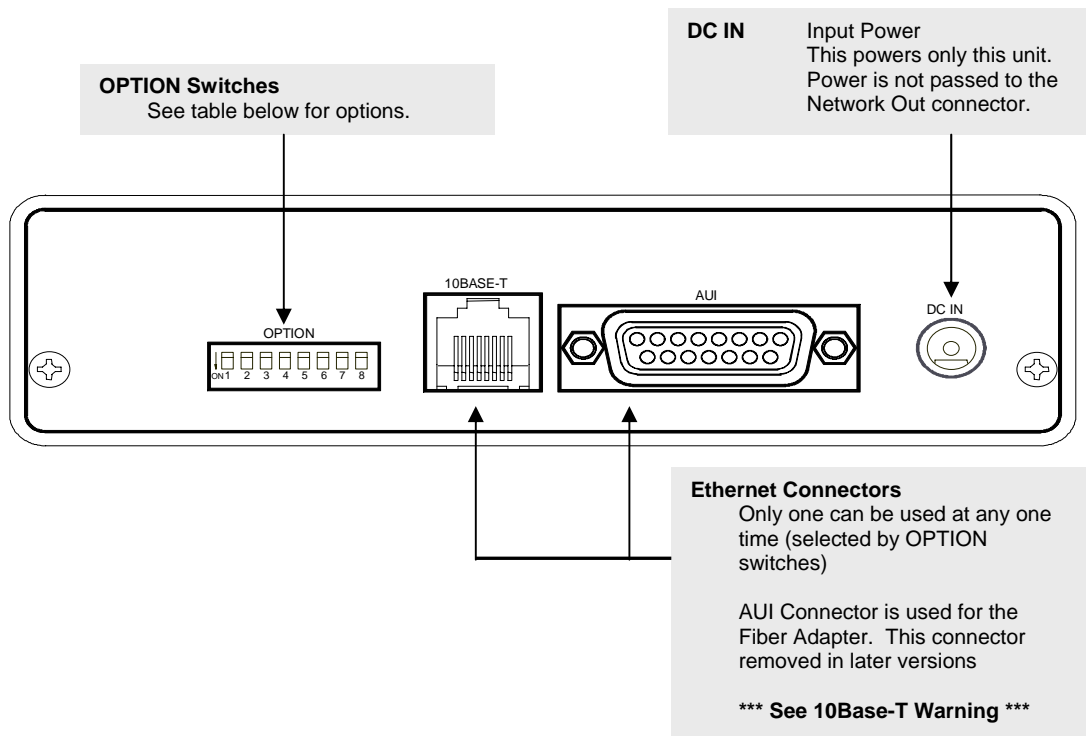 DC IN Input Power
This powers only this unit.
Power is not passed to the
Network Out connector.
OPTION Switches
See table below for options.
10BASE-T
AUI
DC IN
OPTION
ON 1 2 3 4 5 6 7 8
Ethernet Connectors
Only one can be used at any one
time (selected by OPTION
switches)
AUI Connector is used for the
Fiber Adapter. This connector
removed in later versions
*** See 10Base-T Warning ***